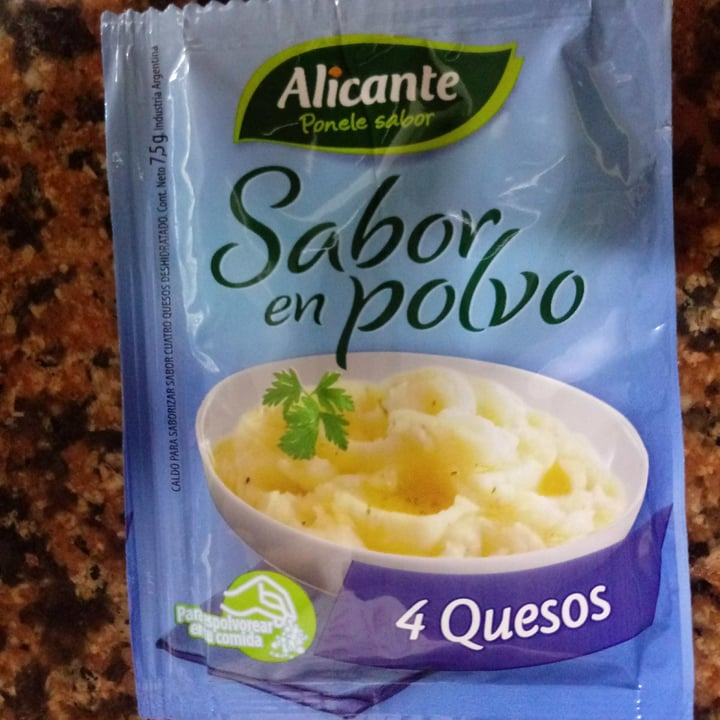 Alicante
Ponele sabor
Sabor
en polvo
4 Quesos
Para espolvorear
en tu comida
CALDO PARA SABORIZAR SABOR CUATRO QUESOS DESHIDRATADO. Cont. Neto 7,5 g. Industria Argentina